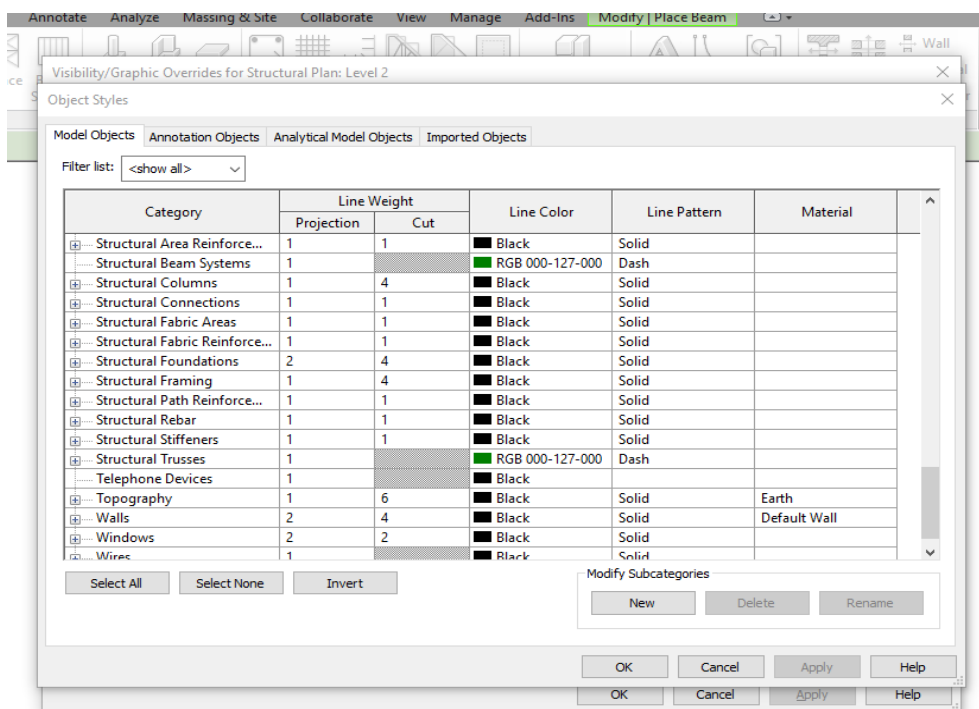 Annotate Analyze Massing & Site Collaborate View Manage Add-Ins Modify | Place Beam
Wall
Visibility/Graphic Overrides for Structural Plan: Level 2
Object Styles
Model Objects Annotation Objects Analytical Model Objects Imported Objects
Filter list: <show all>
Category Line Weight Line Color Line Pattern Material
Projection Cut
Structural Area Reinforce... 1 1 Black Solid
Structural Beam Systems 1 RGB 000-127-000 Dash
Structural Columns 1 4 Black Solid
Structural Connections 1 1 Black Solid
Structural Fabric Areas 1 1 Black Solid
Structural Fabric Reinforce... 1 1 Black Solid
Structural Foundations 2 4 Black Solid
Structural Framing 1 4 Black Solid
Structural Path Reinforce... 1 1 Black Solid
Structural Rebar 1 1 Black Solid
Structural Stiffeners 1 1 Black Solid
Structural Trusses 1 RGB 000-127-000 Dash
Telephone Devices 1 Black
Topography 1 6 Black Solid Earth
Walls 2 4 Black Solid Default Wall
Windows 2 2 Black Solid
Wires 1 Black Solid
Select All Select None Invert
Modify Subcategories
New Delete Rename
OK Cancel Apply Help
OK Cancel Apply Help